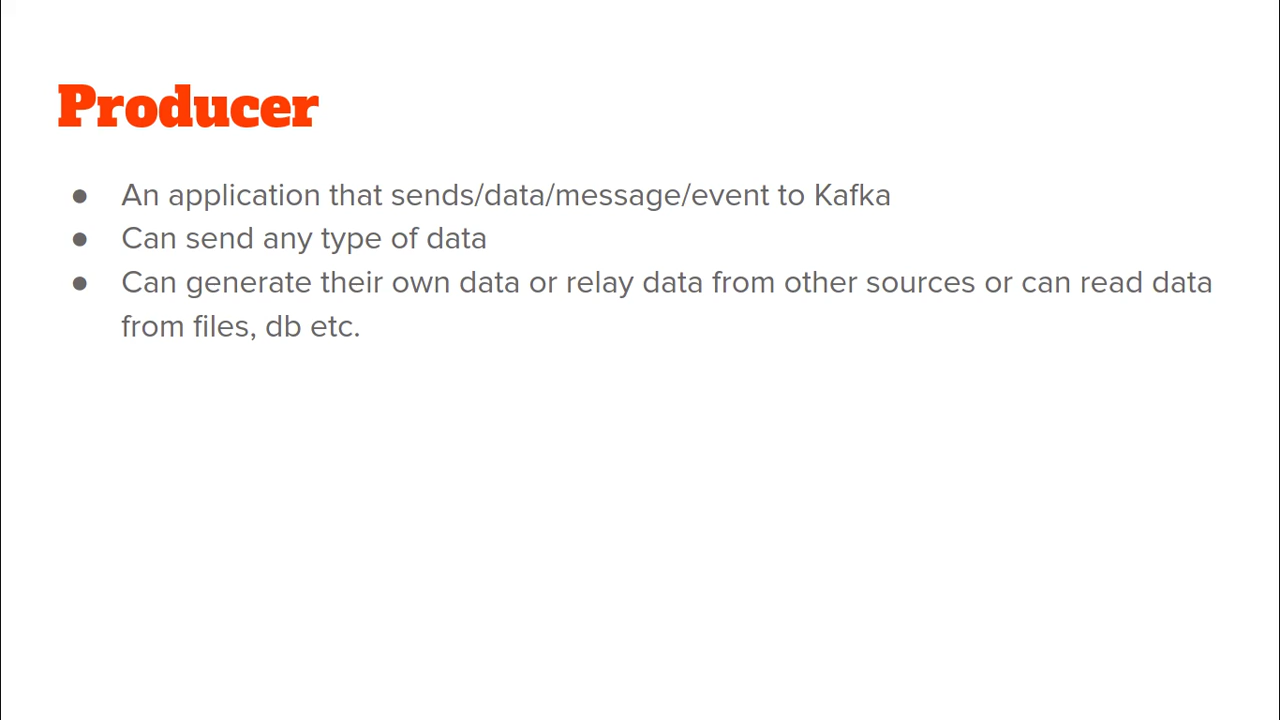 Producer
● An application that sends/data/message/event to Kafka
● Can send any type of data
● Can generate their own data or relay data from other sources or can read data
from files, db etc.